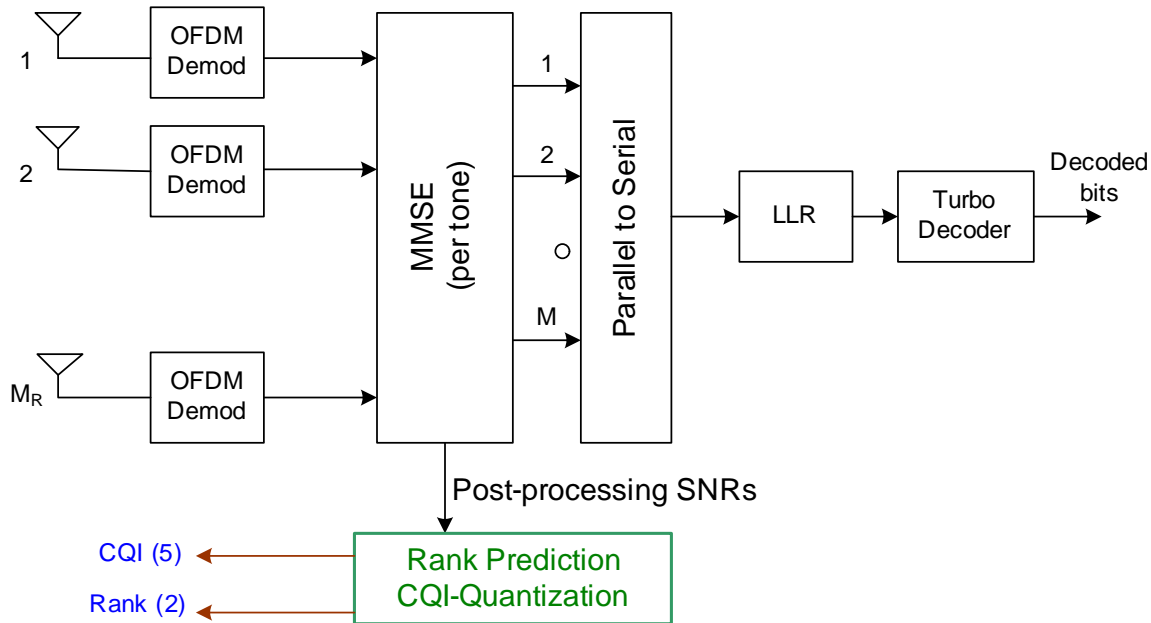 1
OFDM
Demod
2
OFDM
Demod
M_R
OFDM
Demod
MMSE
(per tone)
1
2
M
Parallel to Serial
LLR
Turbo
Decoder
Decoded
bits
Post-processing SNRs
Rank Prediction
CQI-Quantization
CQI (5)
Rank (2)